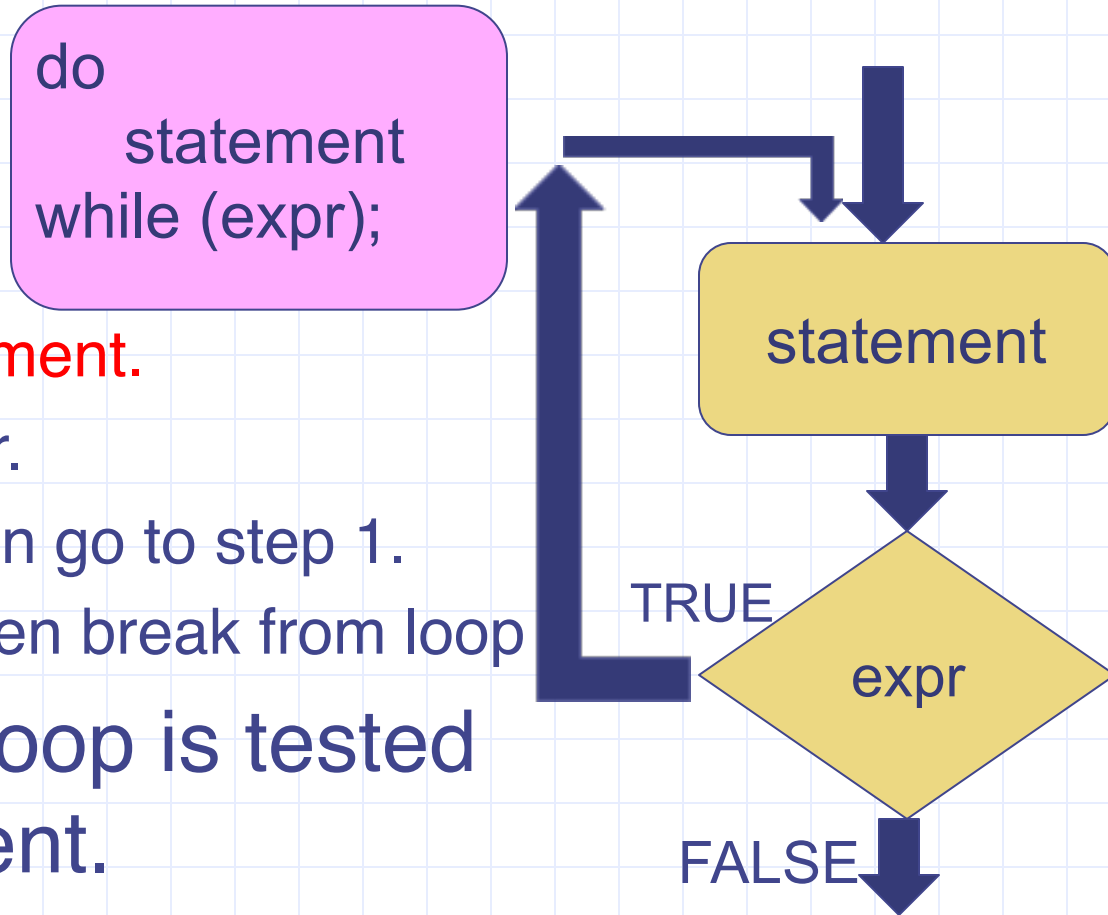 do
statement
while (expr);
ment.
r.
n go to step 1.
en break from loop
oop is tested
ent.
statement
TRUE
expr
FALSE